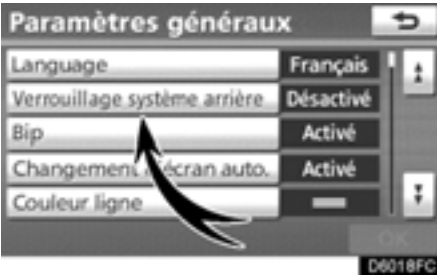 Paramètres généraux
Language Français
Verrouillage système arrière Désactivé
Bip Activé
Changement écran auto. Activé
Couleur ligne
OK
D6018FC